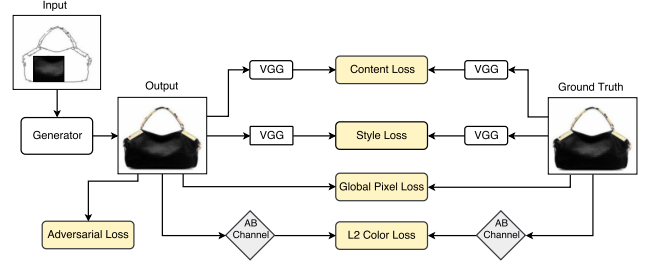 Input
Output
Ground Truth
VGG
Content Loss
VGG
Generator
VGG
Style Loss
VGG
Global Pixel Loss
Adversarial Loss
AB
Channel
L2 Color Loss
AB
Channel